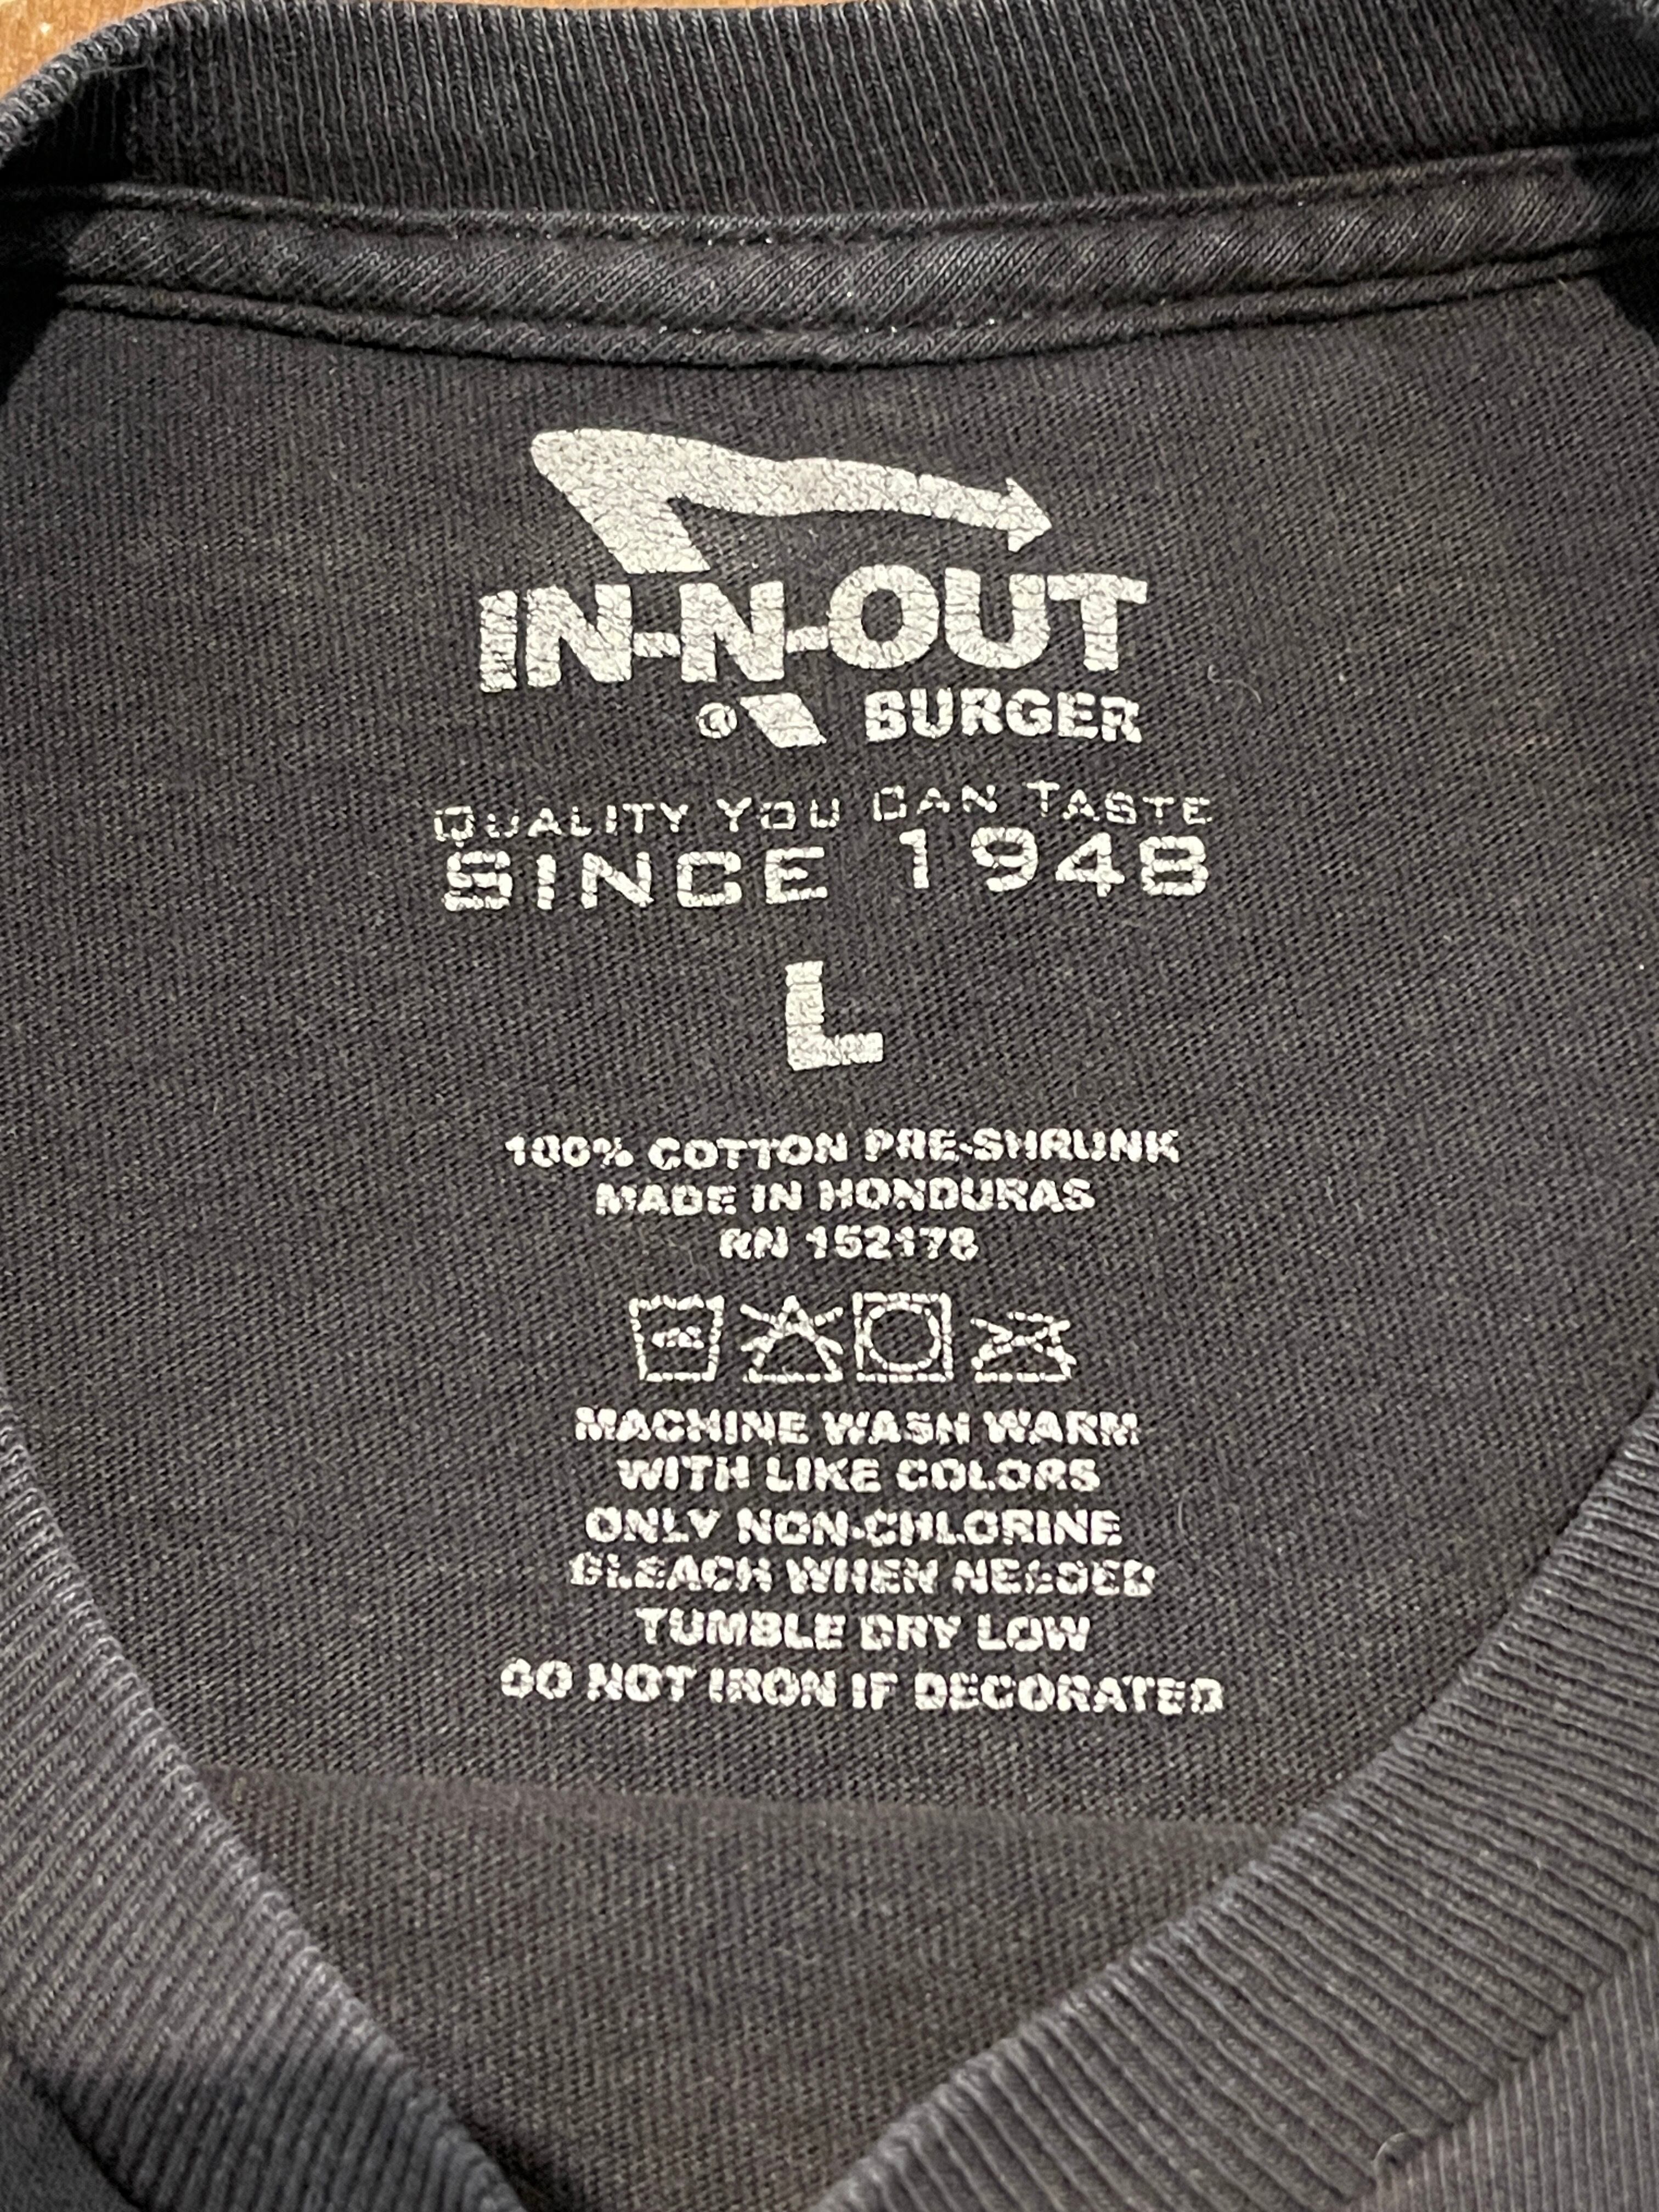 IN-N-OUT
® BURGER
QUALITY YOU CAN TASTE
SINCE 1948
L
100% COTTON PRE-SHRUNK
MADE IN HONDURAS
RN 152178
MACHINE WASH WARM
WITH LIKE COLORS
ONLY NON-CHLORINE
BLEACH WHEN NEEDED
TUMBLE DRY LOW
DO NOT IRON IF DECORATED